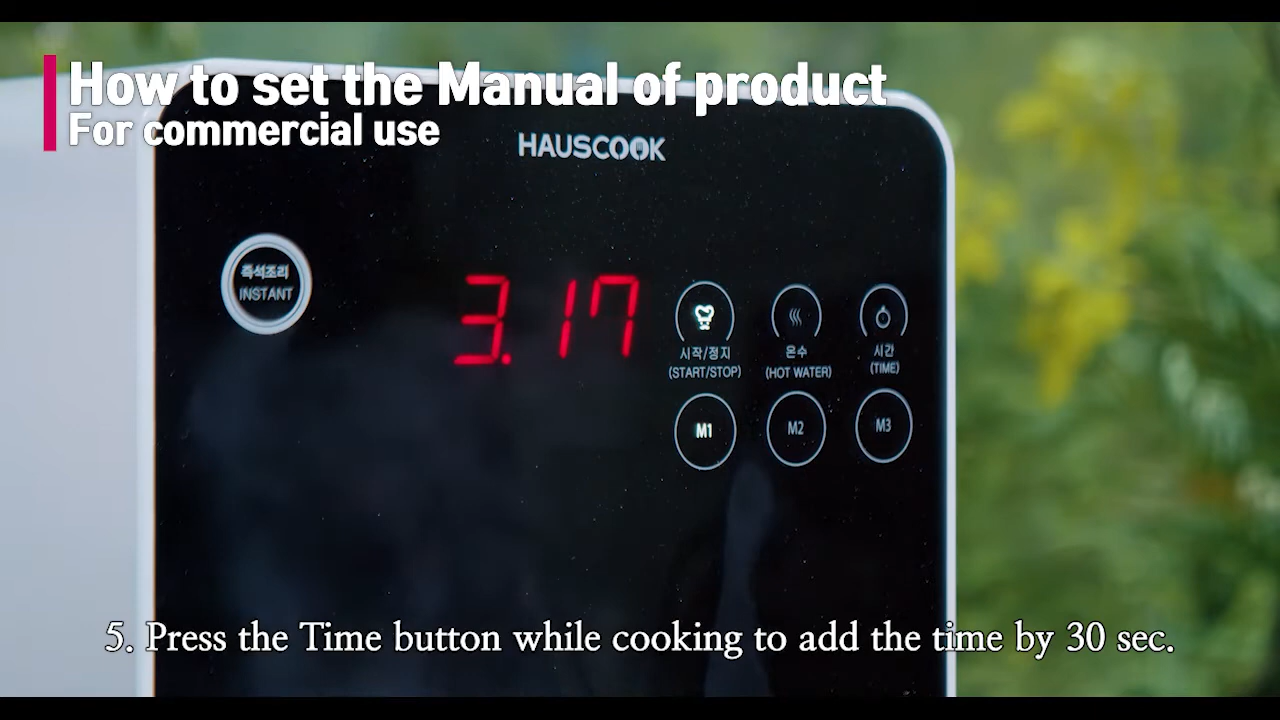 How to set the Manual of product
For commercial use
HAUSCOOK
즉석조리
INSTANT
3.17
시작/정지
(START/STOP)
온수
(HOT WATER)
시간
(TIME)
M1
M2
M3
5. Press the Time button while cooking to add the time by 30 sec.